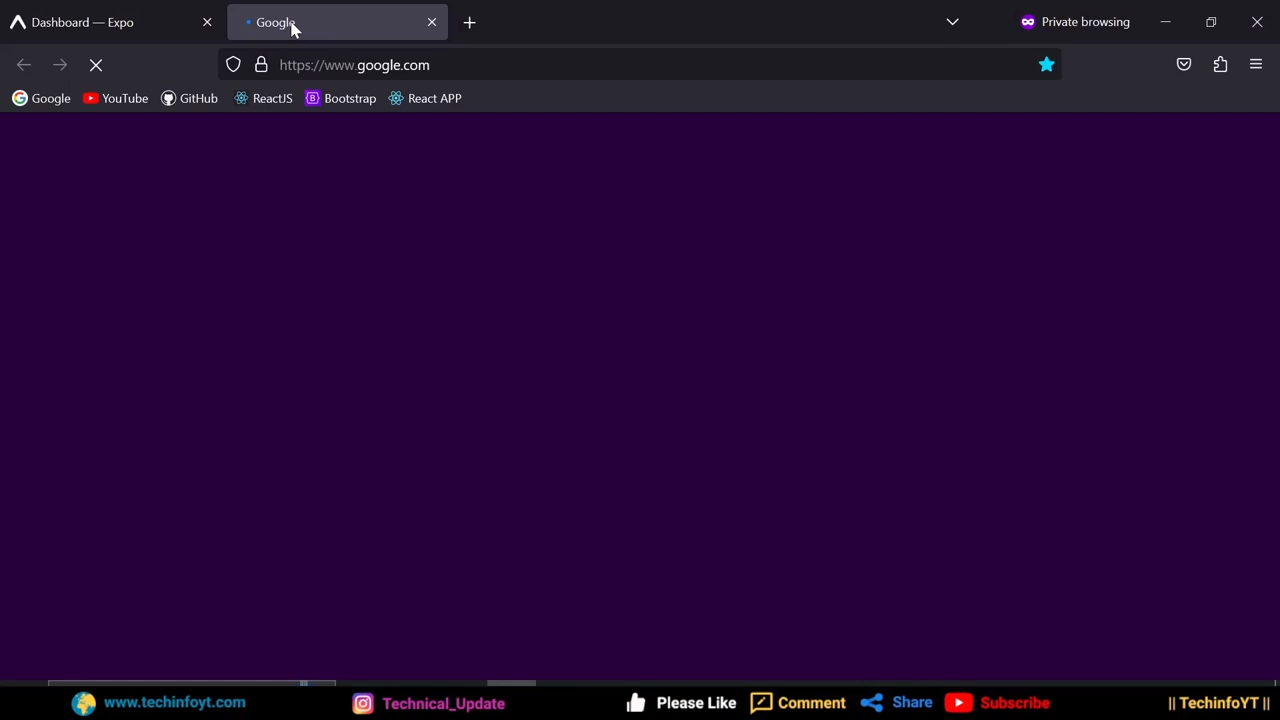 Dashboard — Expo
Google
Private browsing
https://www.google.com
Google YouTube GitHub ReactJS Bootstrap React APP
www.techinfoyt.com Technical_Update Please Like Comment Share Subscribe || TechinfoYT ||